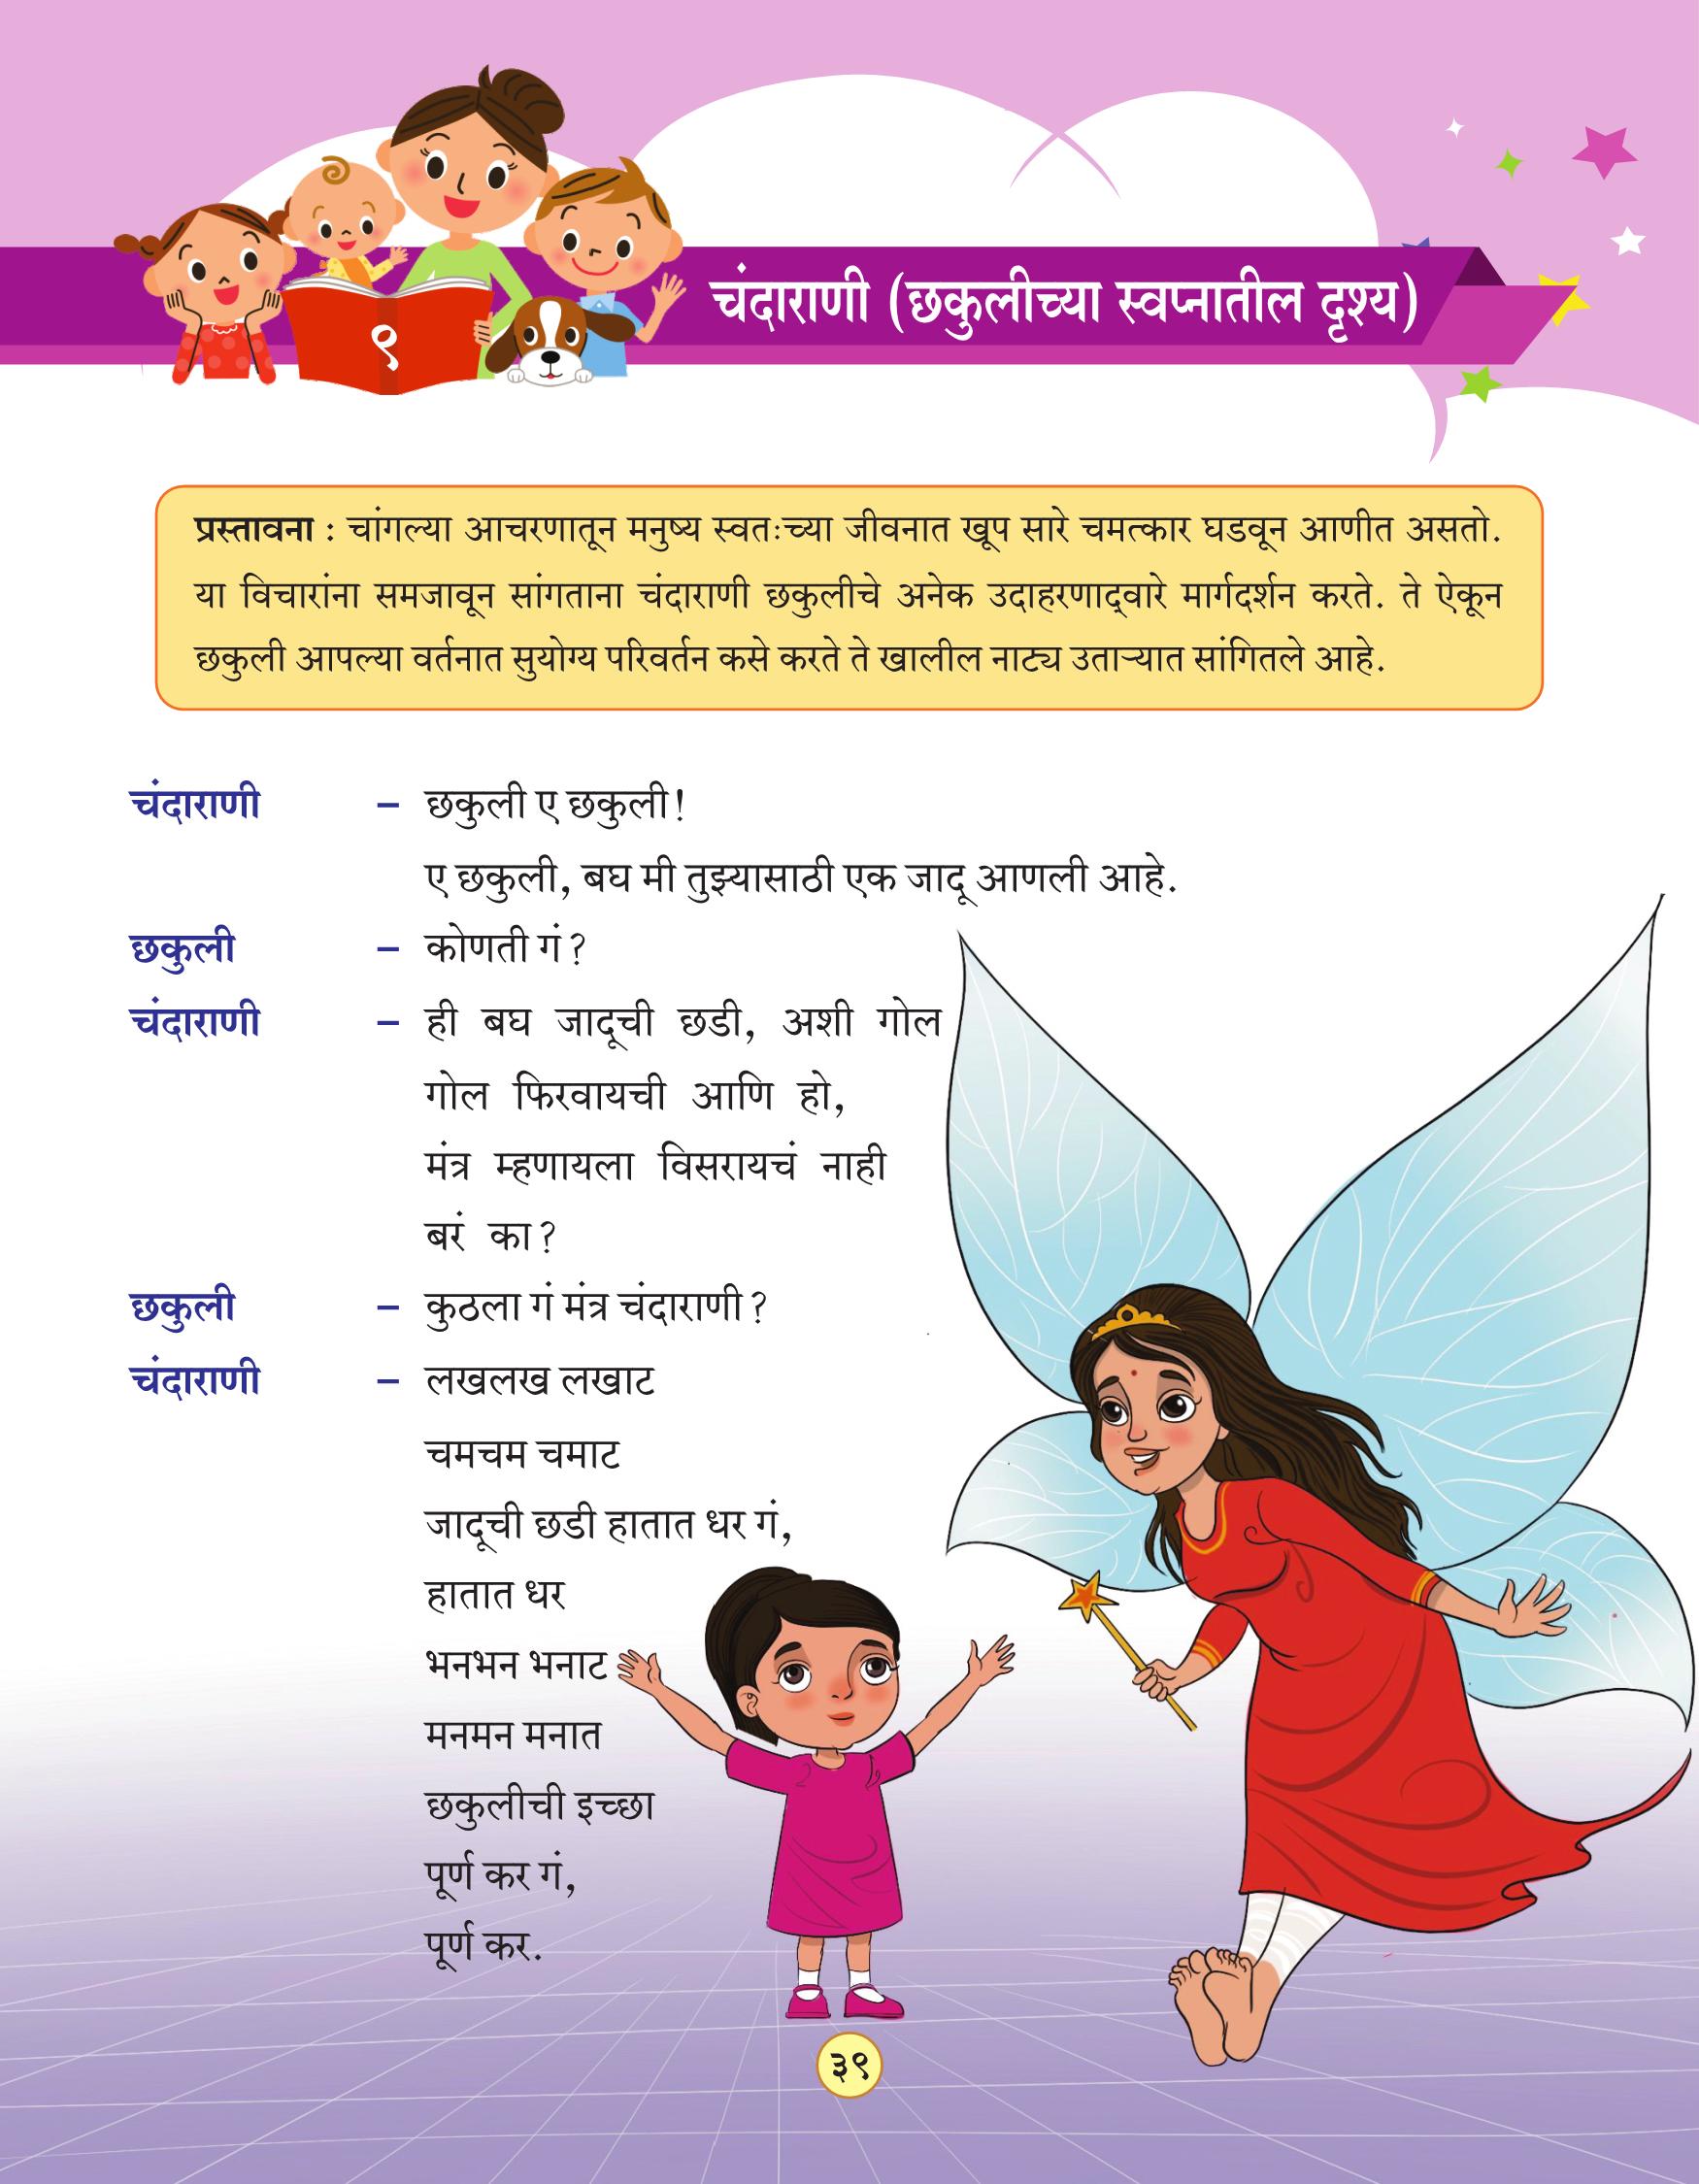 ९
चंदाराणी (छकुलीच्या स्वप्नातील दृश्य)
प्रस्तावना : चांगल्या आचरणातून मनुष्य स्वतःच्या जीवनात खूप सारे चमत्कार घडवून आणीत असतो.
या विचारांना समजावून सांगताना चंदाराणी छकुलीचे अनेक उदाहरणाद्‌वारे मार्गदर्शन करते. ते ऐकून
छकुली आपल्या वर्तनात सुयोग्य परिवर्तन कसे करते ते खालील नाट्य उताऱ्यात सांगितले आहे.
चंदाराणी – छकुली ए छकुली!
ए छकुली, बघ मी तुझ्यासाठी एक जादू आणली आहे.
छकुली – कोणती गं?
चंदाराणी – ही बघ जादूची छडी, अशी गोल
गोल फिरवायची आणि हो,
मंत्र म्हणायला विसरायचं नाही
बरं का?
छकुली – कुठला गं मंत्र चंदाराणी?
चंदाराणी – लखलख लखाट
चमचम चमाट
जादूची छडी हातात धर गं,
हातात धर
भनभन भनाट
मनमन मनात
छकुलीची इच्छा
पूर्ण कर गं,
पूर्ण कर.
३९